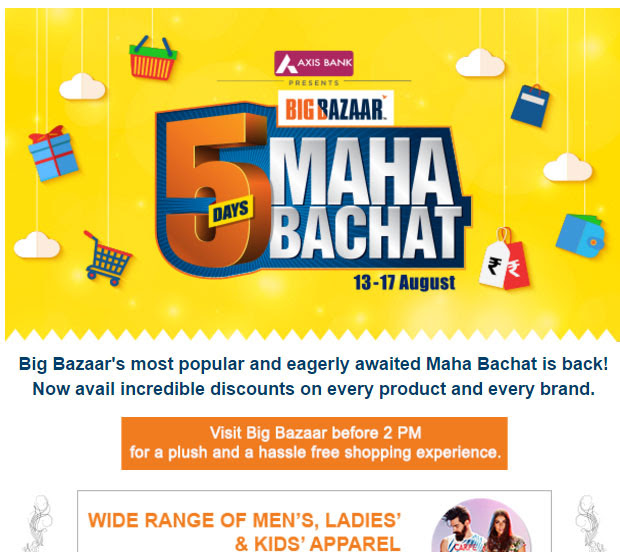 AXIS BANK
PRESENTS
BIG BAZAAR
5 DAYS
MAHA
BACHAT
13-17 August
₹ ₹
Big Bazaar's most popular and eagerly awaited Maha Bachat is back!
Now avail incredible discounts on every product and every brand.
Visit Big Bazaar before 2 PM
for a plush and a hassle free shopping experience.
WIDE RANGE OF MEN’S, LADIES’
& KIDS’ APPAREL